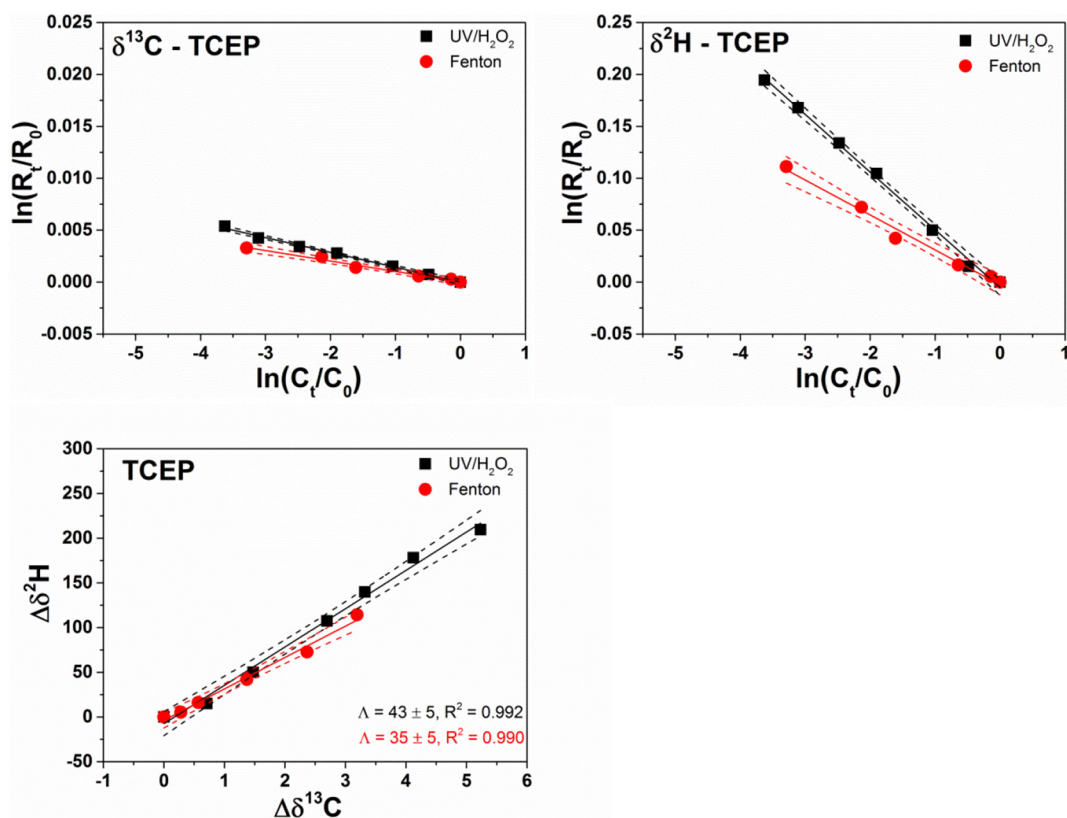 δ¹³C - TCEP
UV/H₂O₂
Fenton
0.025
0.020
0.015
0.010
0.005
0.000
-0.005
ln(Rₜ/R₀)
-5 -4 -3 -2 -1 0 1
ln(Cₜ/C₀)
δ²H - TCEP
UV/H₂O₂
Fenton
0.25
0.20
0.15
0.10
0.05
0.00
-0.05
ln(Rₜ/R₀)
-5 -4 -3 -2 -1 0 1
ln(Cₜ/C₀)
TCEP
UV/H₂O₂
Fenton
300
250
200
150
100
50
0
-50
Δδ²H
Λ = 43 ± 5, R² = 0.992
Λ = 35 ± 5, R² = 0.990
-1 0 1 2 3 4 5 6
Δδ¹³C